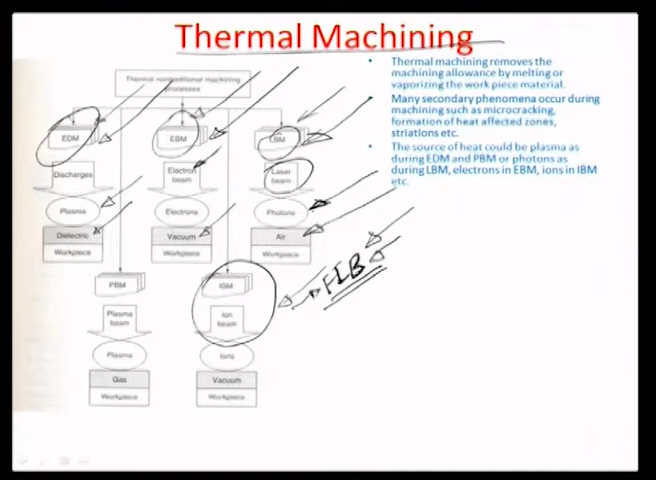 Thermal Machining
Thermal nontraditional machining
processes
EDM
EBM
LBM
Discharges
Electron
beam
Laser
beam
Plasma
Electrons
Photons
Dielectric
Vacuum
Air
Workpiece
Workpiece
Workpiece
PBM
IBM
Plasma
beam
Ion
beam
Plasma
Ions
Gas
Vacuum
Workpiece
Workpiece
FIB
• Thermal machining removes the
machining allowance by melting or
vaporizing the work piece material.
• Many secondary phenomena occur during
machining such as microcracking,
formation of heat affected zones,
striations etc.
• The source of heat could be plasma as
during EDM and PBM or photons as
during LBM, electrons in EBM, ions in IBM
etc.